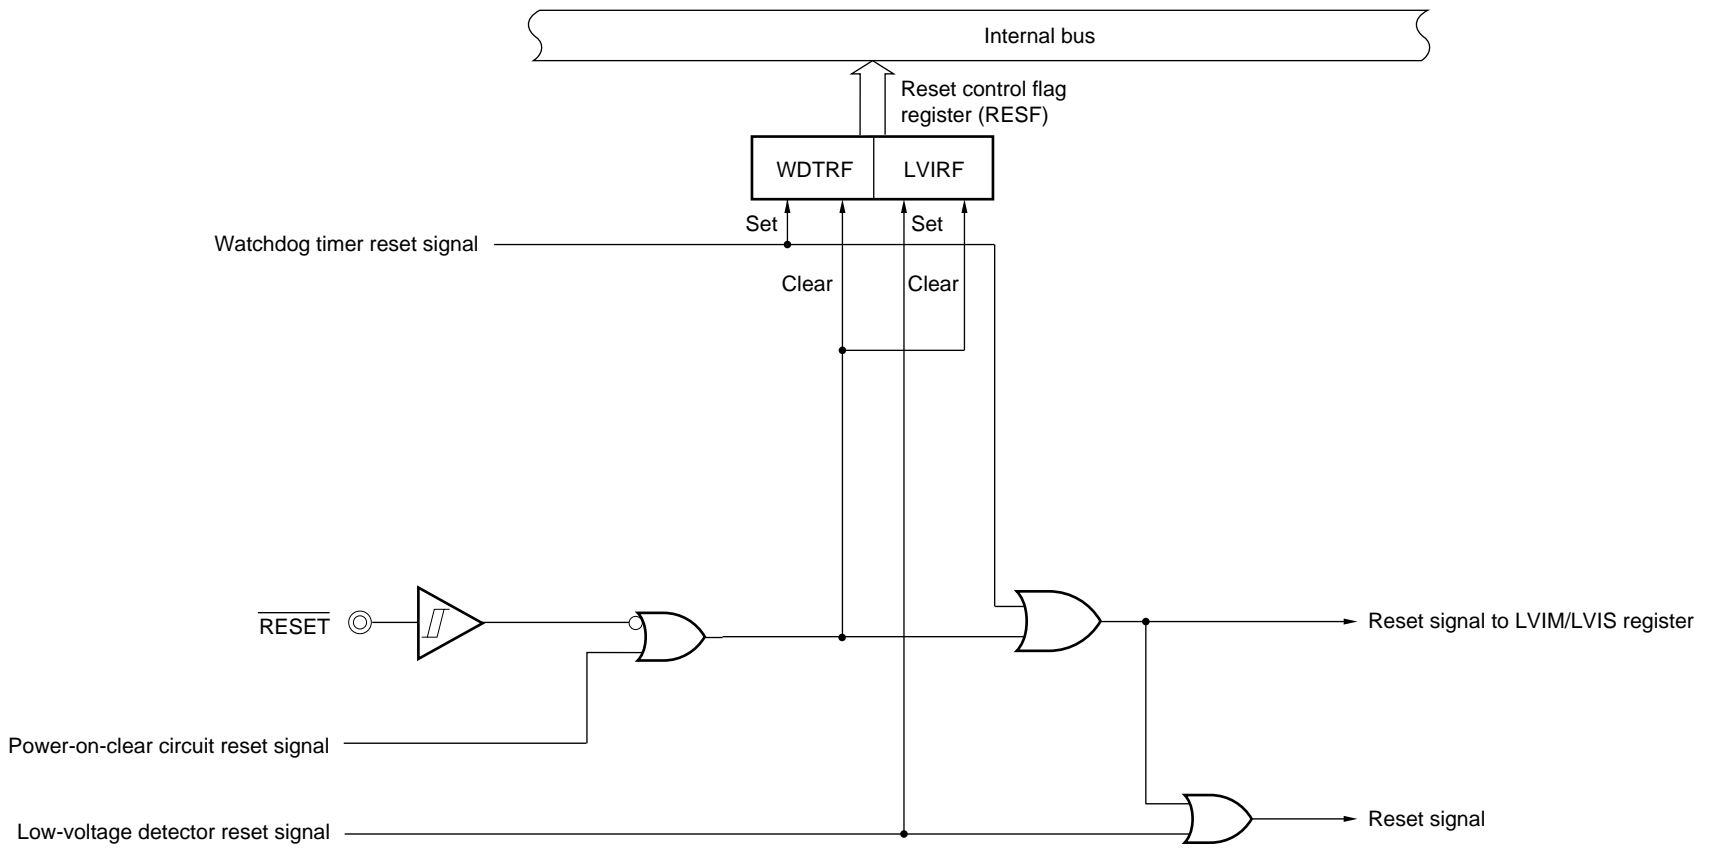 Internal bus
Reset control flag
register (RESF)
WDTRF
LVIRF
Set
Set
Watchdog timer reset signal
Clear
Clear
RESET
Reset signal to LVIM/LVIS register
Power-on-clear circuit reset signal
Low-voltage detector reset signal
Reset signal